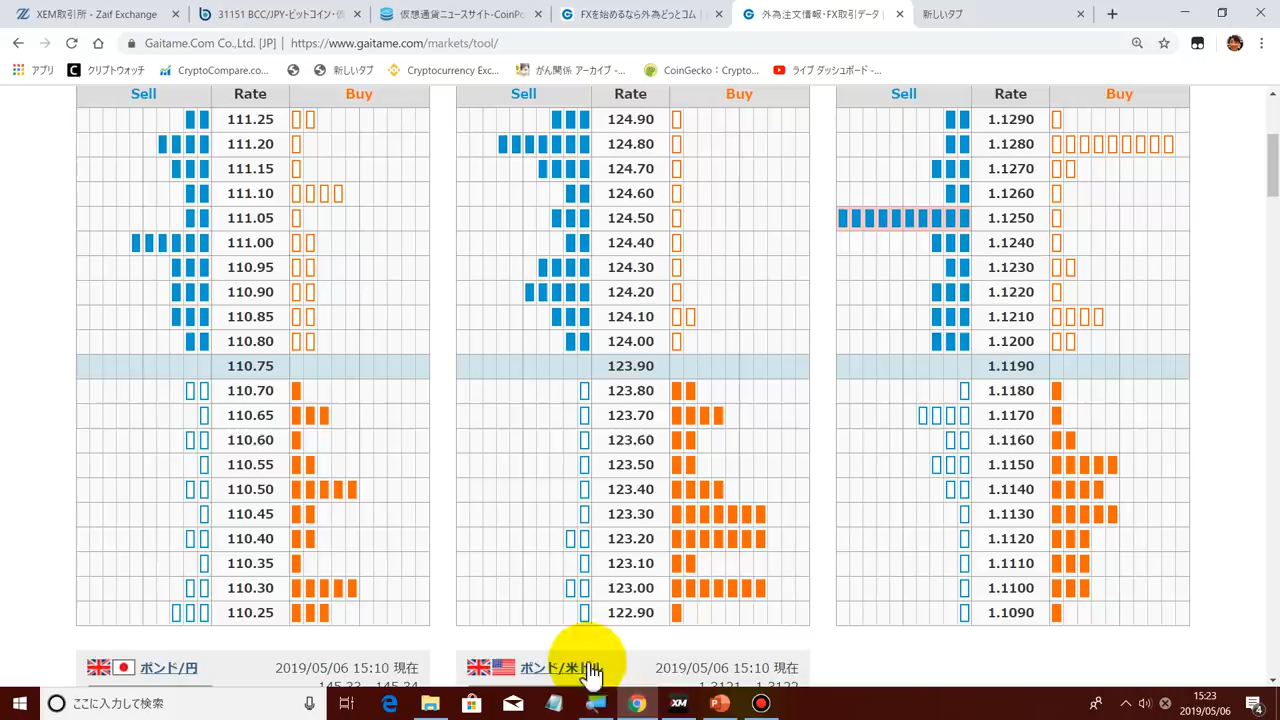 XEM取引所 - Zaif Exchange
31151 BCC/JPY-ビットコイン・仮
仮想通貨ニュースサイト-CoinPo
FXを始めるなら外為どっとコム
外為注文情報･FX取引データ
新しいタブ
Gaitame.Com Co.,Ltd. [JP] | https://www.gaitame.com/markets/tool/
アプリ クリプトウォッチ CryptoCompare.co... 新しいタブ Cryptocurrency Exc... がん関係 アーカイブ - ... CoinGecko：Crypto... ライブ ダッシュボード - ...
Sell Rate Buy Sell Rate Buy Sell Rate Buy
111.25 124.90 1.1290
111.20 124.80 1.1280
111.15 124.70 1.1270
111.10 124.60 1.1260
111.05 124.50 1.1250
111.00 124.40 1.1240
110.95 124.30 1.1230
110.90 124.20 1.1220
110.85 124.10 1.1210
110.80 124.00 1.1200
110.75 123.90 1.1190
110.70 123.80 1.1180
110.65 123.70 1.1170
110.60 123.60 1.1160
110.55 123.50 1.1150
110.50 123.40 1.1140
110.45 123.30 1.1130
110.40 123.20 1.1120
110.35 123.10 1.1110
110.30 123.00 1.1100
110.25 122.90 1.1090
ポンド/円 2019/05/06 15:10 現在 ポンド/米ドル 2019/05/06 15:10 現在
ここに入力して検索
XM
15:23
2019/05/06
4